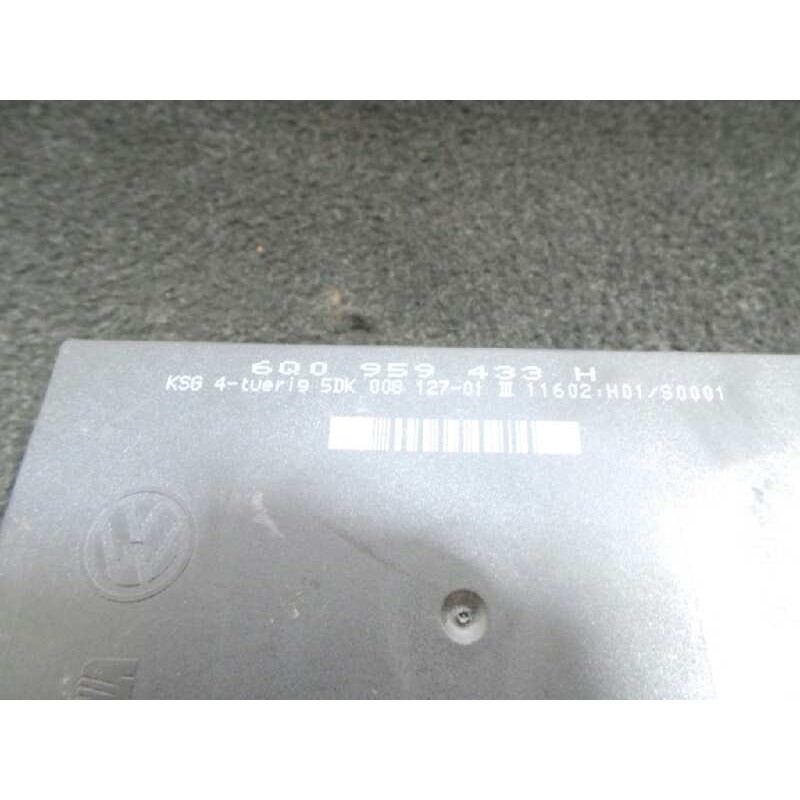 6Q0 959 433 H
KSG 4-tuerig 5DK 008 127-01 III 11602:H01/S0001